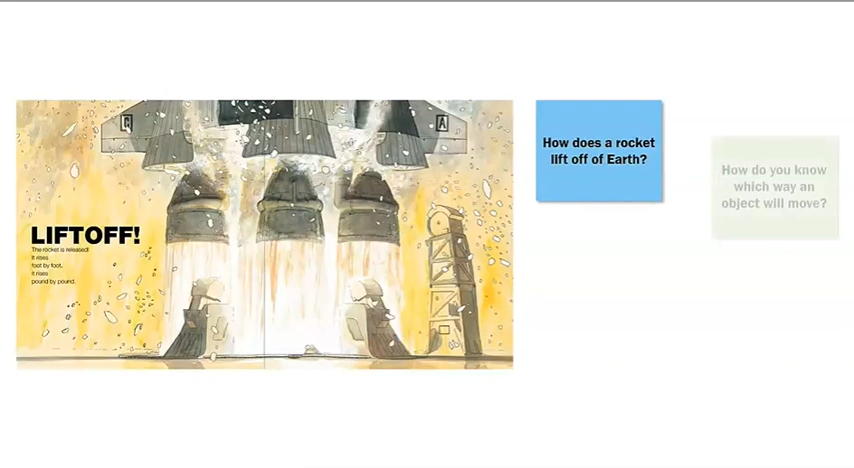 C
A
LIFTOFF!
The rocket is released!
It rises
foot by foot,
it rises
pound by pound.
How does a rocket
lift off of Earth?
How do you know
which way an
object will move?